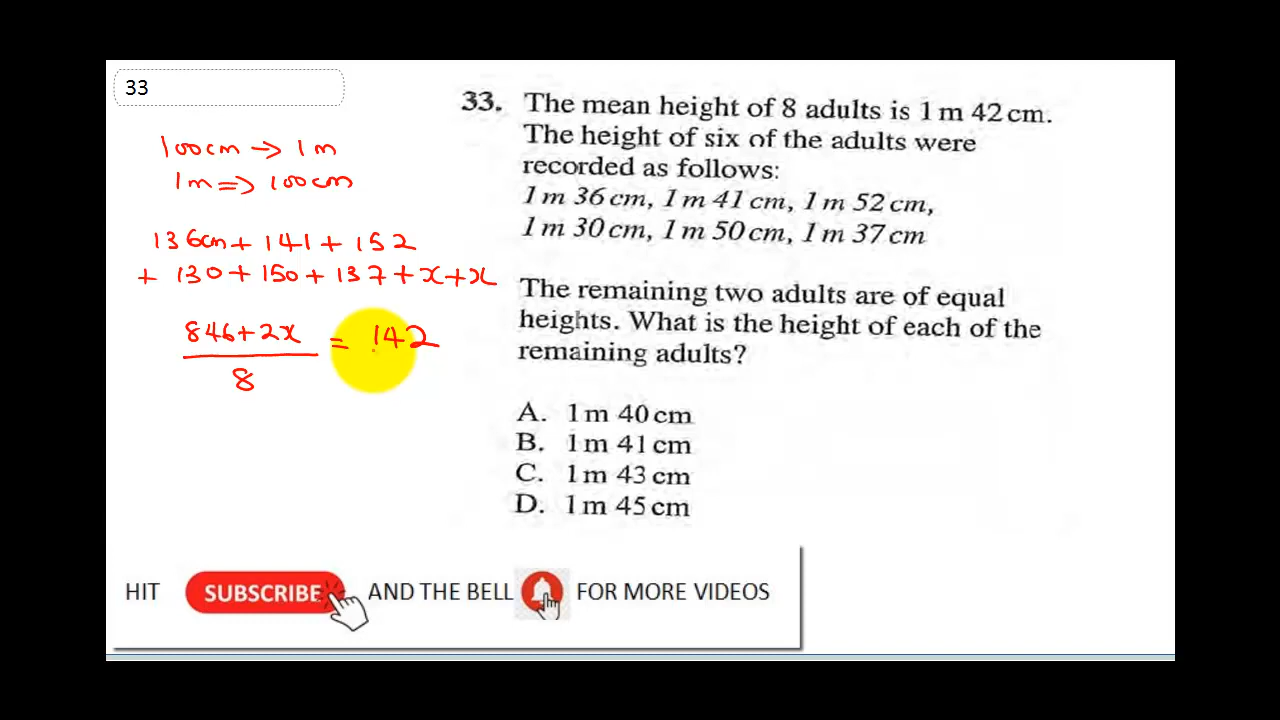 33
100cm → 1m
1m => 100cm
136cm + 141 + 152
+ 130 + 150 + 137 + x + x
846 + 2x = 142
8
33. The mean height of 8 adults is 1 m 42 cm.
The height of six of the adults were
recorded as follows:
1 m 36 cm, 1 m 41 cm, 1 m 52 cm,
1 m 30 cm, 1 m 50 cm, 1 m 37 cm
The remaining two adults are of equal
heights. What is the height of each of the
remaining adults?
A. 1 m 40 cm
B. 1 m 41 cm
C. 1 m 43 cm
D. 1 m 45 cm
HIT SUBSCRIBE AND THE BELL FOR MORE VIDEOS